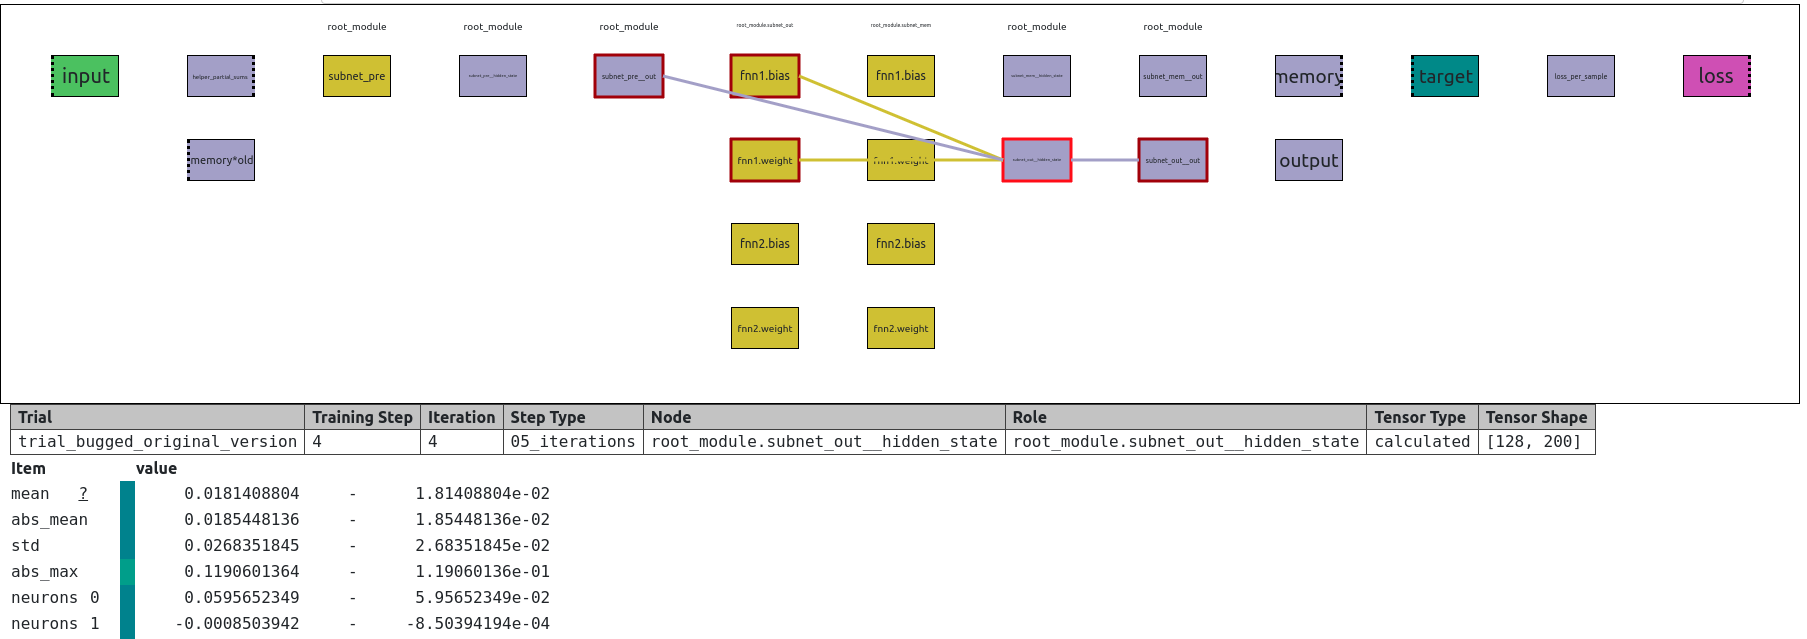 root_module root_module root_module root_module.subnet_out root_module.subnet_mem root_module root_module
input helper_partial_sums subnet_pre subnet_pre__hidden_state subnet_pre__out fnn1.bias fnn1.bias subnet_mem__hidden_state subnet_mem__out memory target loss_per_sample loss
memory*old fnn1.weight fnn1.weight subnet_out__hidden_state subnet_out__out output
fnn2.bias fnn2.bias
fnn2.weight fnn2.weight
Trial Training Step Iteration Step Type Node Role Tensor Type Tensor Shape
trial_bugged_original_version 4 4 05_iterations root_module.subnet_out__hidden_state root_module.subnet_out__hidden_state calculated [128, 200]
Item value
mean ? 0.0181408804 - 1.81408804e-02
abs_mean 0.0185448136 - 1.85448136e-02
std 0.0268351845 - 2.68351845e-02
abs_max 0.1190601364 - 1.19060136e-01
neurons 0 0.0595652349 - 5.95652349e-02
neurons 1 -0.0008503942 - -8.50394194e-04